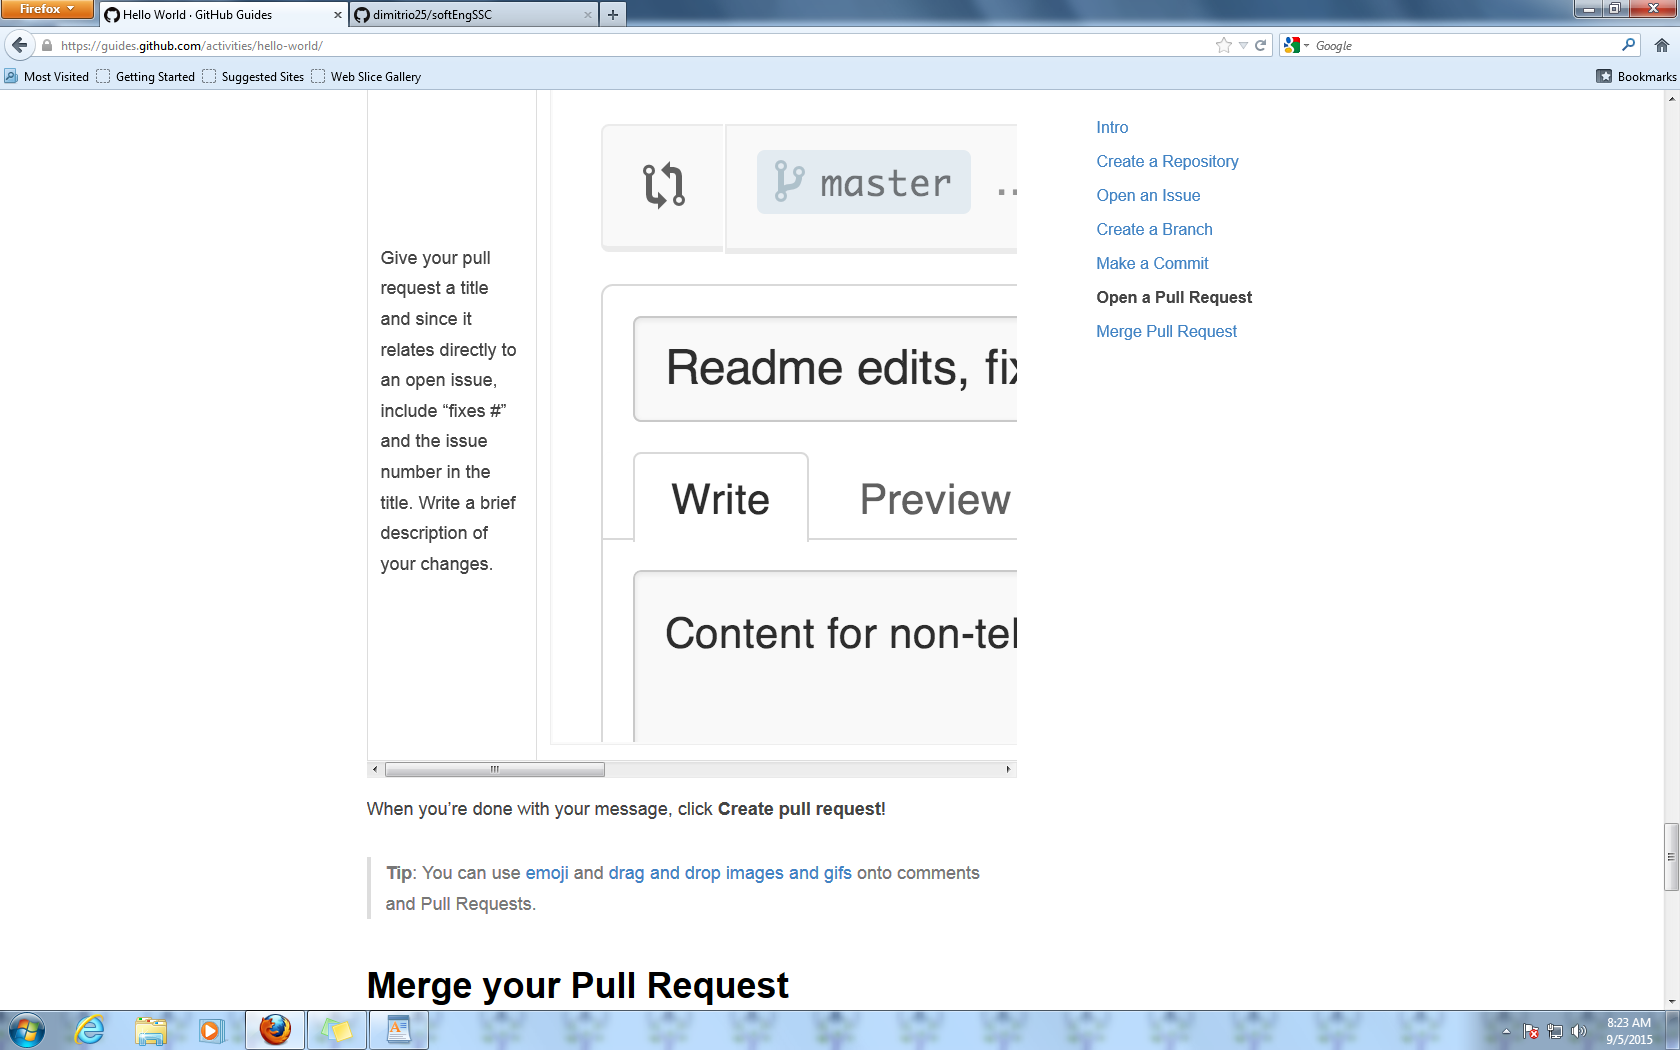 Firefox
Hello World · GitHub Guides
dimitrio25/softEngSSC
https://guides.github.com/activities/hello-world/
Google
Most Visited
Getting Started
Suggested Sites
Web Slice Gallery
Bookmarks
master ..
Give your pull
request a title
and since it
relates directly to
an open issue,
include “fixes #”
and the issue
number in the
title. Write a brief
description of
your changes.
Readme edits, fix
Write Preview
Content for non-tel
Intro
Create a Repository
Open an Issue
Create a Branch
Make a Commit
Open a Pull Request
Merge Pull Request
When you’re done with your message, click Create pull request!
Tip: You can use emoji and drag and drop images and gifs onto comments
and Pull Requests.
Merge your Pull Request
8:23 AM
9/5/2015